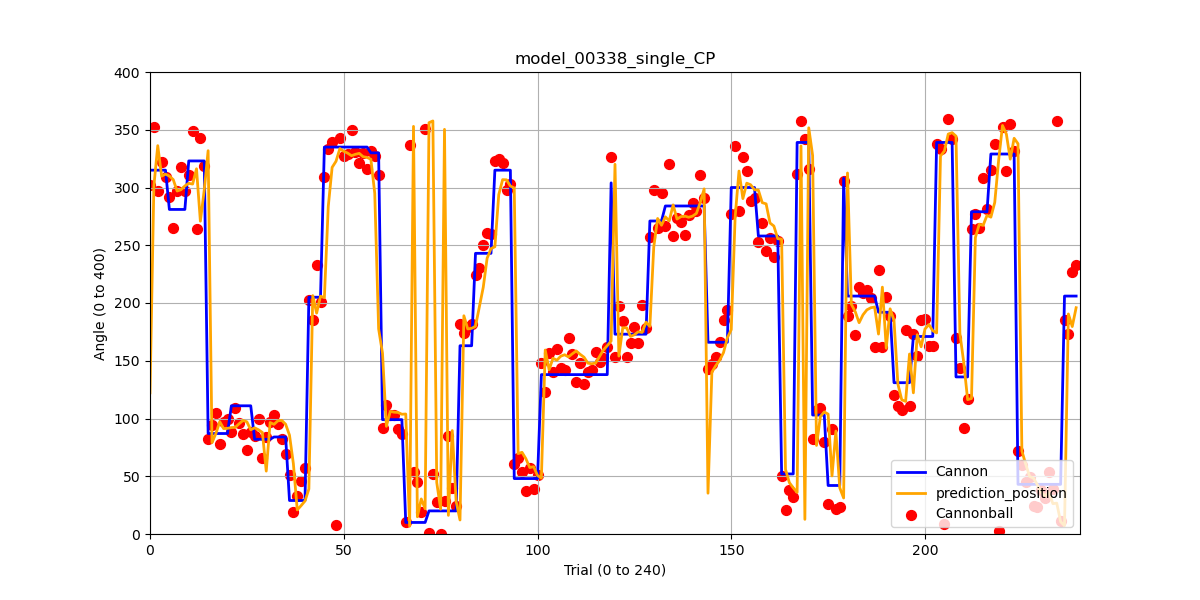 model_00338_single_CP
400
350
300
250
200
150
100
50
0
Angle (0 to 400)
0
50
100
150
200
Trial (0 to 240)
Cannon
prediction_position
Cannonball